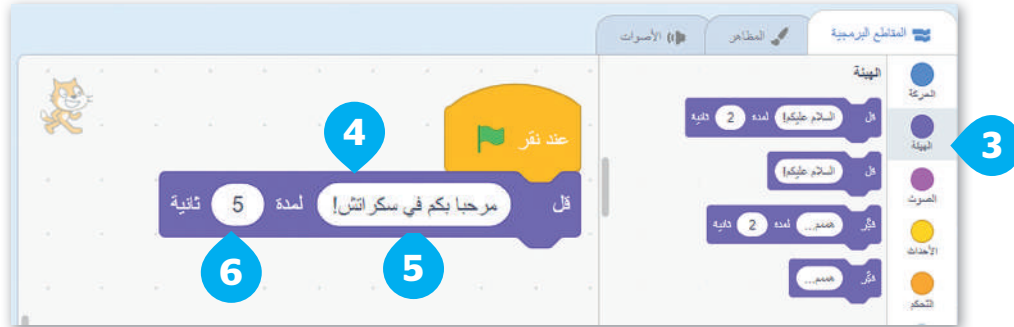 المقاطع البرمجية
المظاهر
الأصوات
الحركة
الهيئة
الصوت
الأحداث
التحكم
الهيئة
قل السلام عليكم! لمدة 2 ثانية
قل السلام عليكم!
فكّر همم... لمدة 2 ثانية
فكّر همم...
عند نقر
قل مرحبا بكم في سكراتش! لمدة 5 ثانية
3
4
5
6